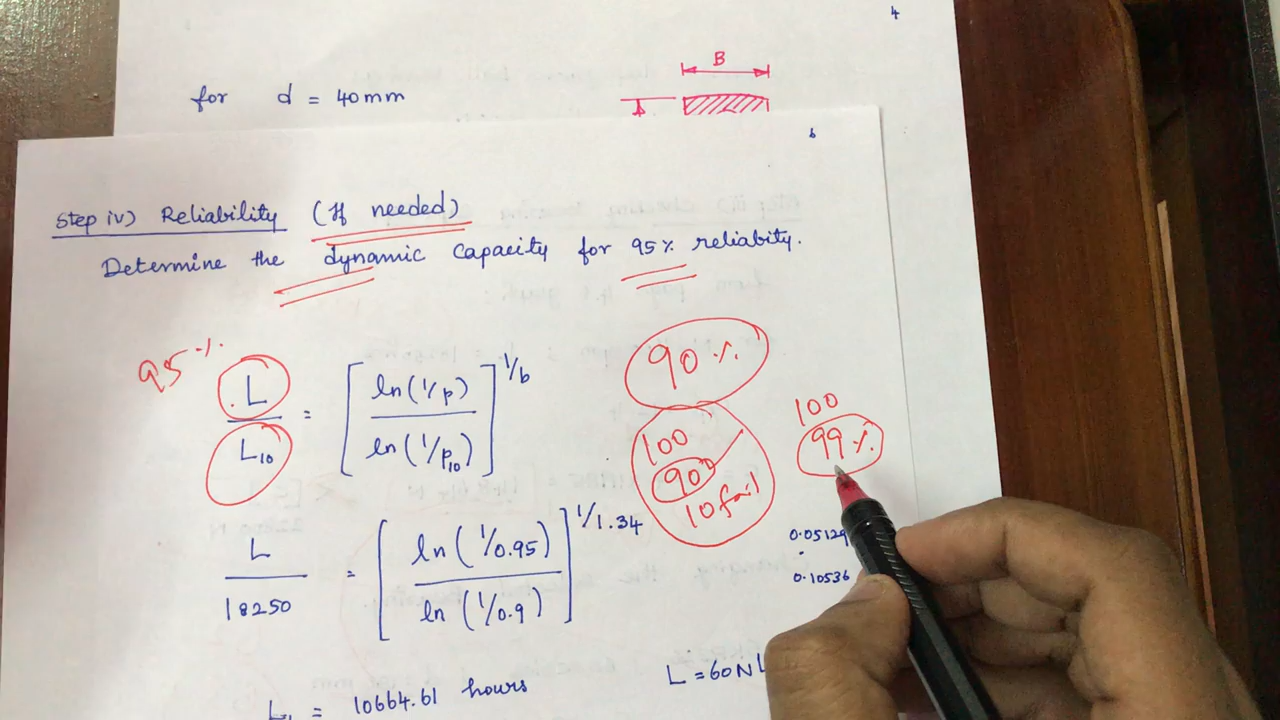 4
for d = 40mm
B
D
6
Step iv) Reliability (If needed)
Determine the dynamic capacity for 95% reliabity.
95%
90%
L / L10 = [ ln(1/p) / ln(1/p10) ]^1/b
100
90
10 fail
100
99%
L / 18250 = [ ln(1/0.95) / ln(1/0.9) ]^1/1.34
0.05129
0.10536
= 10664.61 hours
L = 60N